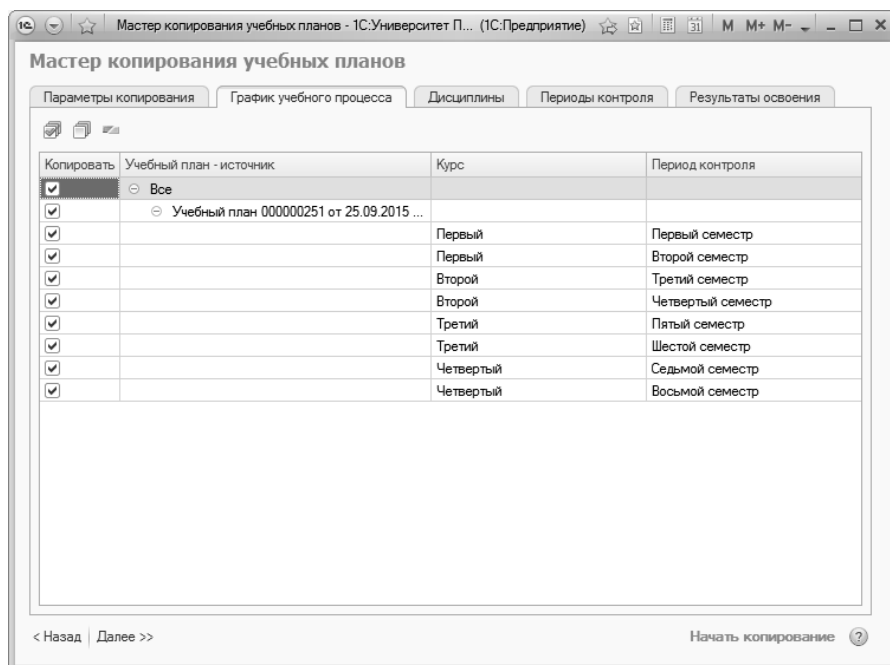 1С Мастер копирования учебных планов - 1С:Университет П... (1С:Предприятие) 31 M M+ M-
Мастер копирования учебных планов
Параметры копирования График учебного процесса Дисциплины Периоды контроля Результаты освоения
Копировать Учебный план - источник Курс Период контроля
Все
Учебный план 000000251 от 25.09.2015 ...
Первый Первый семестр
Первый Второй семестр
Второй Третий семестр
Второй Четвертый семестр
Третий Пятый семестр
Третий Шестой семестр
Четвертый Седьмой семестр
Четвертый Восьмой семестр
< Назад Далее >> Начать копирование ?